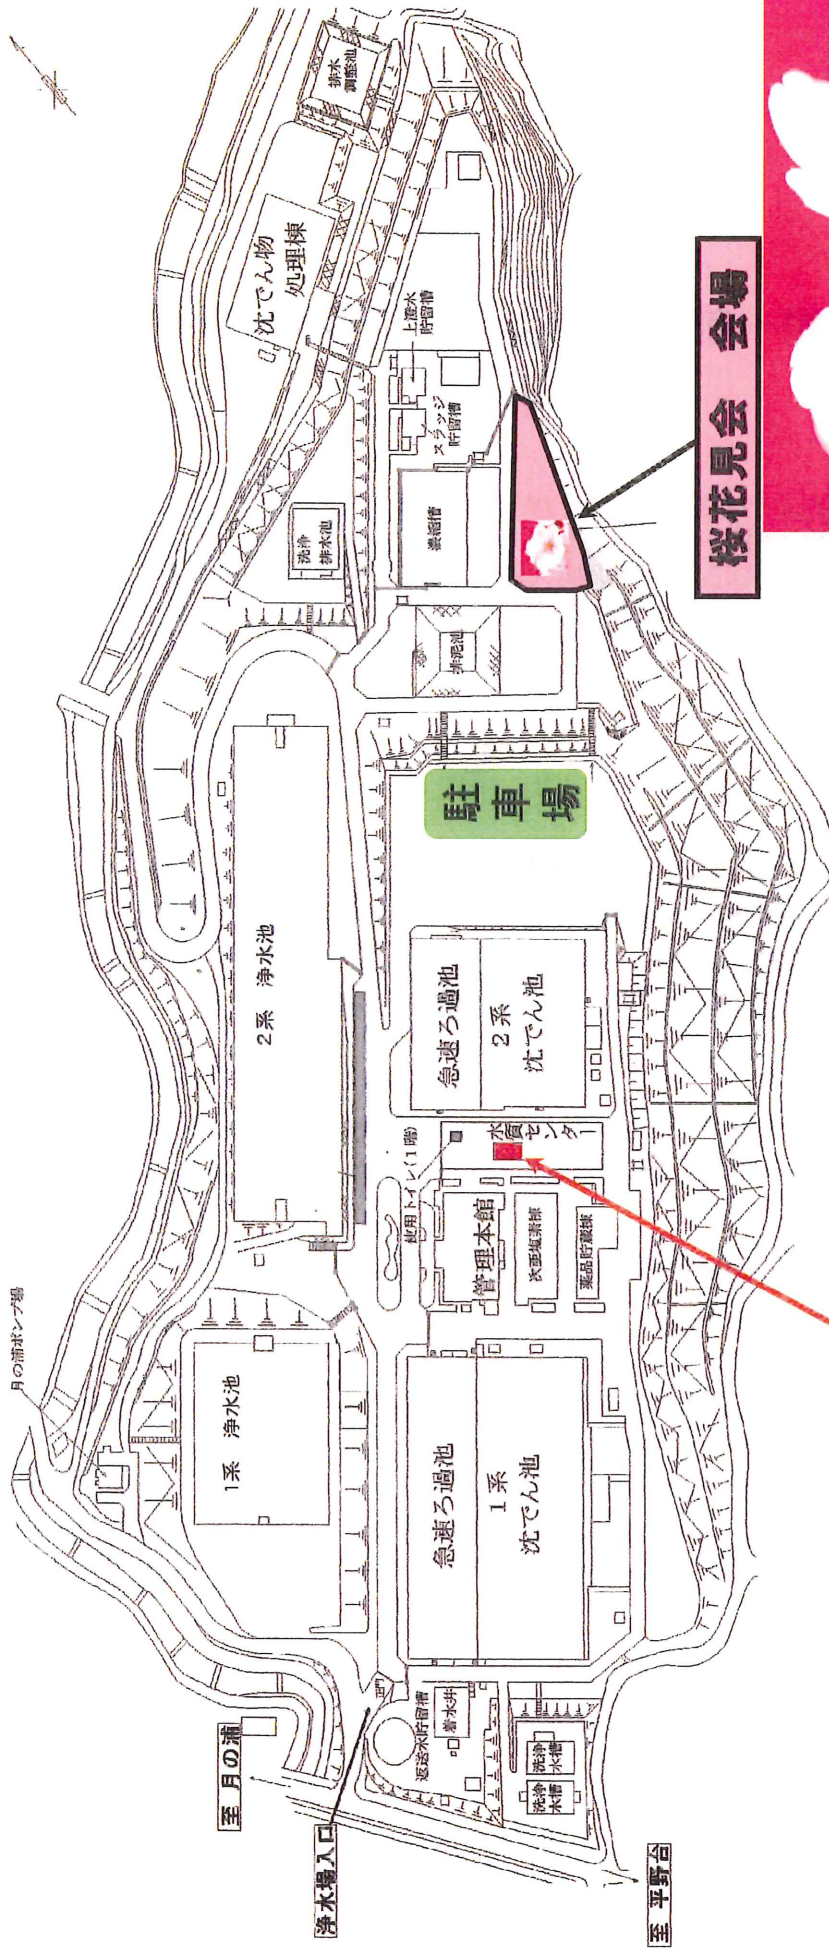 至 月の浦
浄水場入口
至 平野台
月の浦ポンプ場
1系 浄水池
2系 浄水池
正門
返送水貯留槽
着水井
洗浄
水槽
洗浄
水槽
急速ろ過池
1系
沈でん池
使用トイレ(1階)
管理本館
次亜塩素棟
薬品貯蔵棟
水質センター
急速ろ過池
2系
沈でん池
駐車場
排泥池
洗浄
排水池
濃縮槽
スラッジ
貯留槽
上澄水
貯留槽
沈でん物
処理棟
排水
調整池
桜花見会 会場